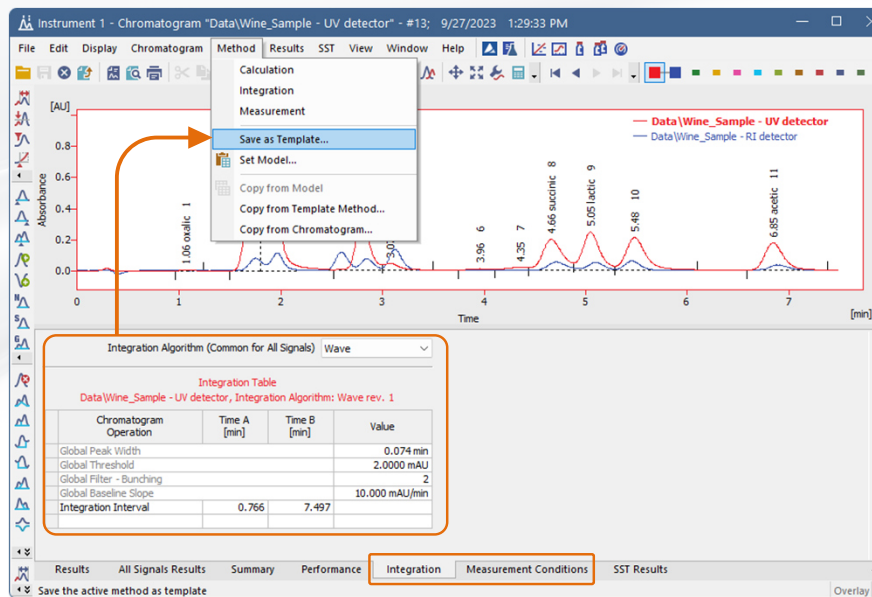 Instrument 1 - Chromatogram "Data\Wine_Sample - UV detector" - #13; 9/27/2023 1:29:33 PM
File Edit Display Chromatogram Method Results SST View Window Help
Calculation
Integration
Measurement
Save as Template...
Set Model...
Copy from Model
Copy from Template Method...
Copy from Chromatogram...
[AU]
Data\Wine_Sample - UV detector
Data\Wine_Sample - RI detector
Absorbance
0.8
0.6
0.4
0.2
0.0
1.06 oxalic 1
3.96 6
4.35 7
4.66 succinic 8
5.05 lactic 9
5.48 10
6.85 acetic 11
0 1 2 3 4 5 6 7
Time
[min]
Integration Algorithm (Common for All Signals) Wave
Integration Table
Data\Wine_Sample - UV detector, Integration Algorithm: Wave rev. 1
Chromatogram Operation Time A [min] Time B [min] Value
Global Peak Width 0.074 min
Global Threshold 2.0000 mAU
Global Filter - Bunching 2
Global Baseline Slope 10.000 mAU/min
Integration Interval 0.766 7.497
Results All Signals Results Summary Performance Integration Measurement Conditions SST Results
Save the active method as template
Overlay